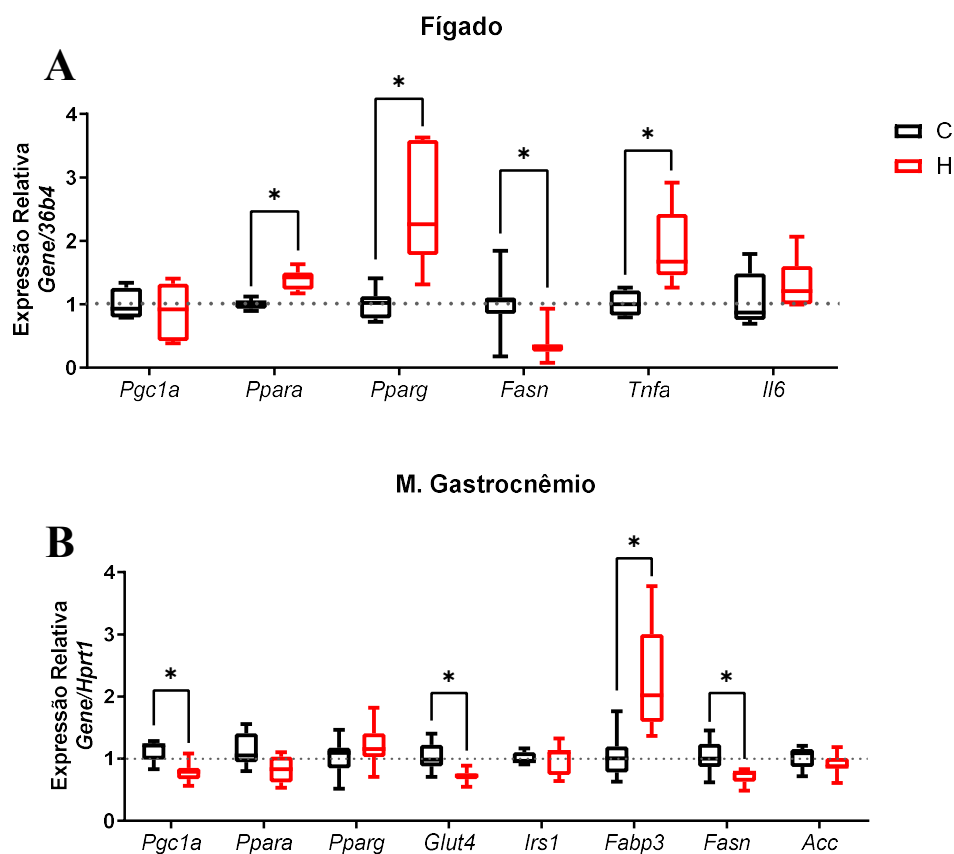 Fígado
A
C
H
Expressão Relativa
Gene/36b4
4
3
2
1
0
*
*
*
*
Pgc1a Ppara Pparg Fasn Tnfa Il6
M. Gastrocnêmio
B
Expressão Relativa
Gene/Hprt1
4
3
2
1
0
*
*
*
*
Pgc1a Ppara Pparg Glut4 Irs1 Fabp3 Fasn Acc